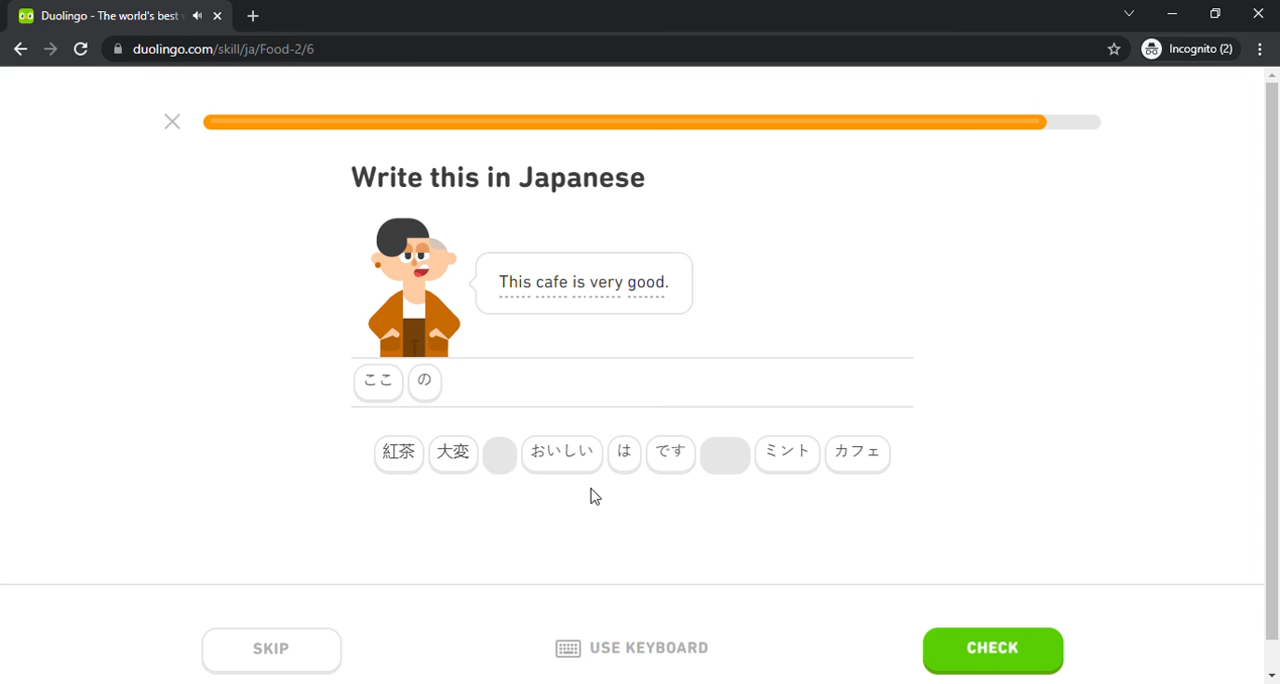 Duolingo - The world's best
duolingo.com/skill/ja/Food-2/6
Incognito (2)
Write this in Japanese
This cafe is very good.
ここ の
紅茶 大変 おいしい は です ミント カフェ
SKIP
USE KEYBOARD
CHECK